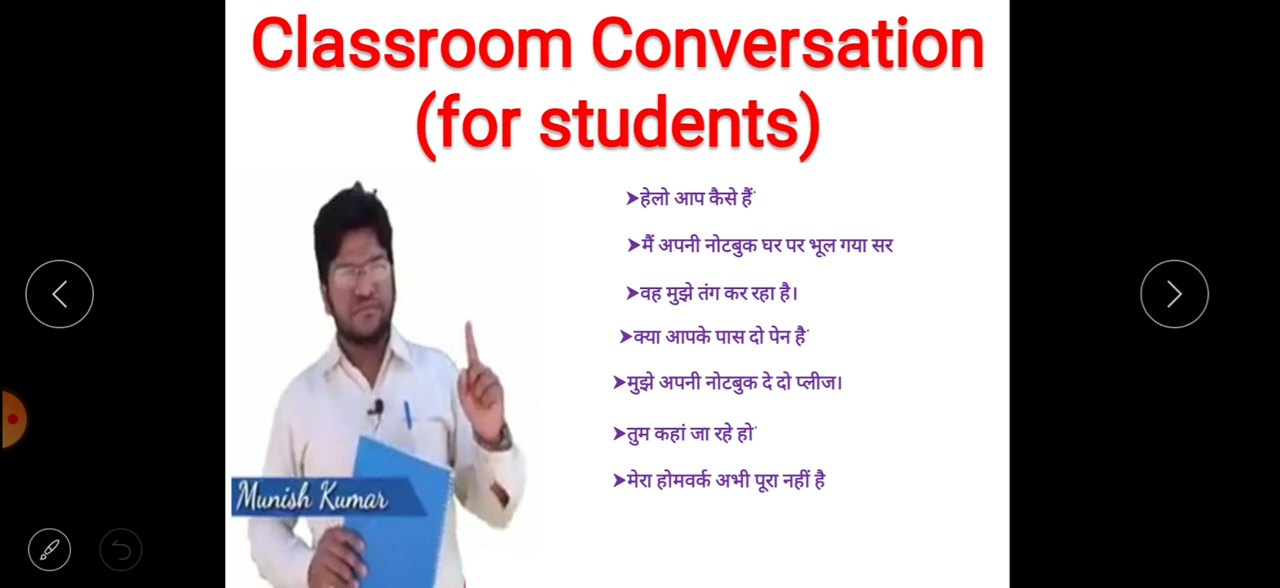 Classroom Conversation
(for students)
➤हेलो आप कैसे हैं
➤मैं अपनी नोटबुक घर पर भूल गया सर
➤वह मुझे तंग कर रहा है।
➤क्या आपके पास दो पेन है
➤मुझे अपनी नोटबुक दे दो प्लीज।
➤तुम कहां जा रहे हो
➤मेरा होमवर्क अभी पूरा नहीं है
Munish Kumar